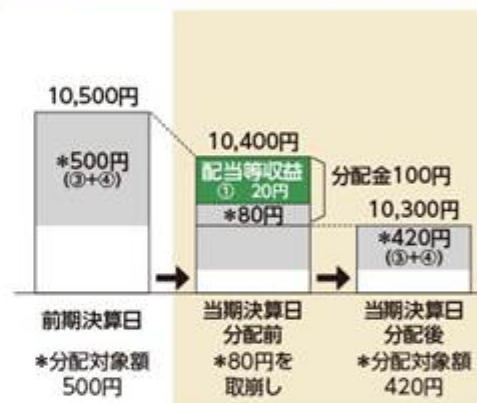 10,500円
*500円
(③+④)
前期決算日
*分配対象額
500円
10,400円
配当等収益
① 20円
*80円
分配金100円
当期決算日
分配前
*80円を
取崩し
10,300円
*420円
(③+④)
当期決算日
分配後
*分配対象額
420円